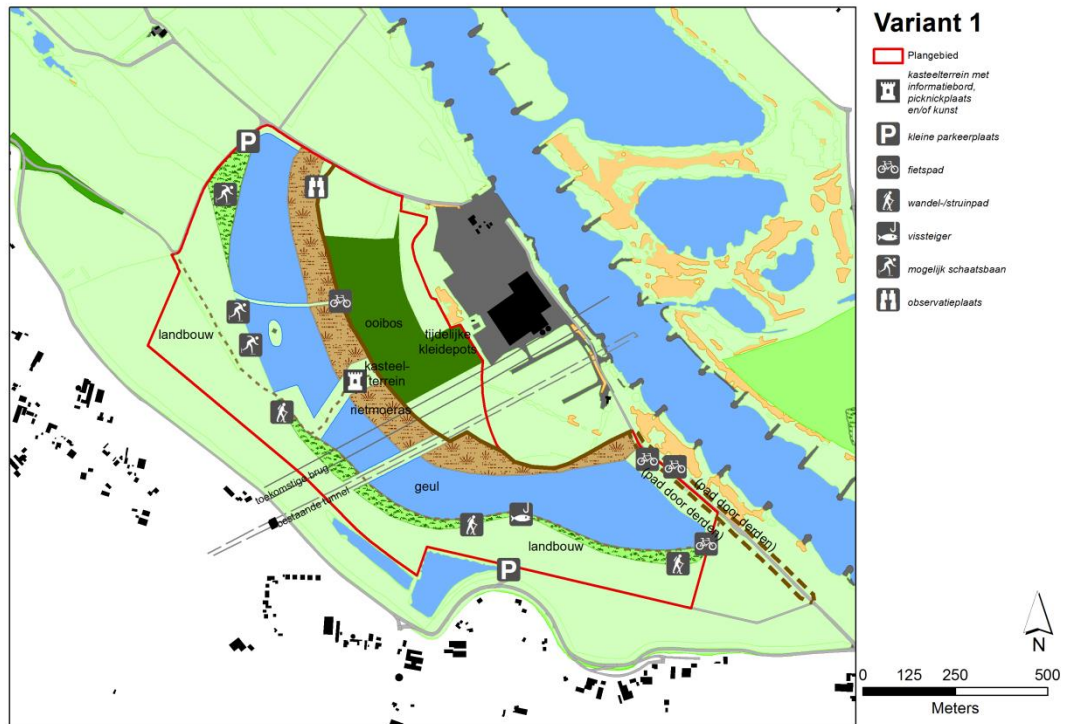 Variant 1
Plangebied
kasteelterrein met
informatiebord,
picknickplaats
en/of kunst
P
kleine parkeerplaats
fietspad
wandel-/struinpad
vissteiger
mogelijk schaatsbaan
observatieplaats
P
landbouw
ooibos
tijdelijke
kleidepots
kasteel-
terrein
rietmoeras
toekomstige brug
bestaande tunnel
geul
landbouw
(pad door derden)
(pad door derden)
P
N
0 125 250 500
Meters